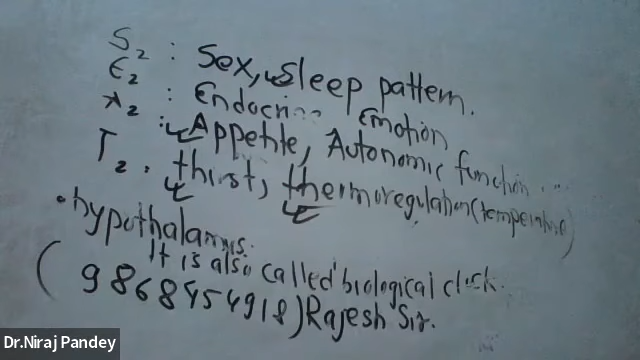 S₂ : Sex, Sleep pattern.
E₂ : Endocrine Emotion
A₂ : Appetite, Autonomic function ....
T₂ . thirst, thermoregulation (temperature)
• hypothalamus.
It is also called biological clock.
(9868454918) Rajesh Sir.
Dr.Niraj Pandey